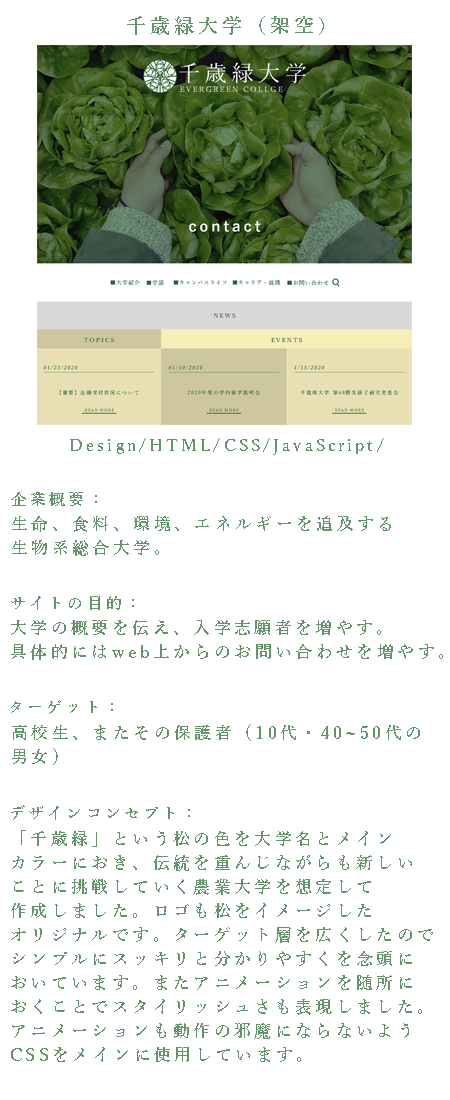 千歳緑大学（架空）
千歳緑大学
EVERGREEN COLLGE
contact
■大学紹介 ■学部 ■キャンパスライフ ■キャリア・就職 ■お問い合わせ
NEWS
TOPICS EVENTS
01/23/2020 01/10/2020 1/15/2020
【重要】出願受付状況について 2020年度の学内留学説明会 千歳緑大学 第68期生修了研究発表会
READ MORE READ MORE READ MORE
Design/HTML/CSS/JavaScript/
企業概要：
生命、食料、環境、エネルギーを追及する
生物系総合大学。
サイトの目的：
大学の概要を伝え、入学志願者を増やす。
具体的にはweb上からのお問い合わせを増やす。
ターゲット：
高校生、またその保護者（10代・40~50代の
男女）
デザインコンセプト：
「千歳緑」という松の色を大学名とメイン
カラーにおき、伝統を重んじながらも新しい
ことに挑戦していく農業大学を想定して
作成しました。ロゴも松をイメージした
オリジナルです。ターゲット層を広くしたので
シンプルにスッキリと分かりやすくを念頭に
おいています。またアニメーションを随所に
おくことでスタイリッシュさも表現しました。
アニメーションも動作の邪魔にならないよう
CSSをメインに使用しています。